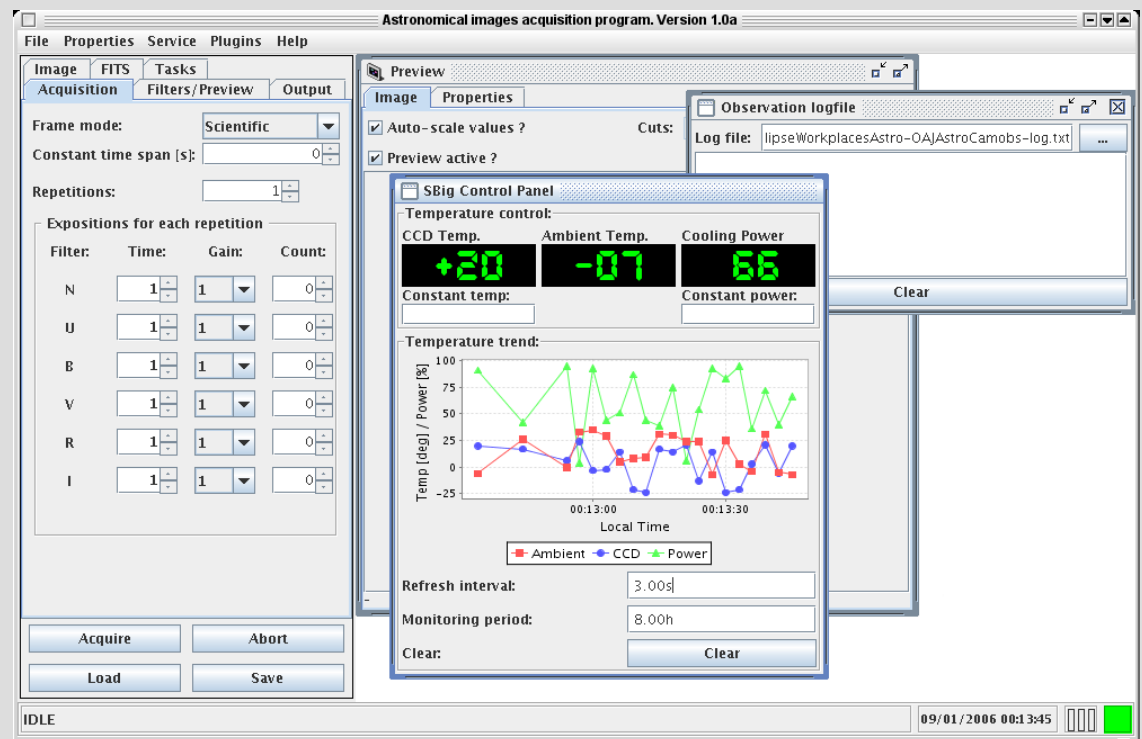 Astronomical images acquisition program. Version 1.0a
File Properties Service Plugins Help
Image FITS Tasks
Acquisition Filters/Preview Output
Frame mode: Scientific
Constant time span [s]: 0
Repetitions: 1
Expositions for each repetition
Filter: Time: Gain: Count:
N 1 1 0
U 1 1 0
B 1 1 0
V 1 1 0
R 1 1 0
I 1 1 0
Acquire Abort
Load Save
Preview
Image Properties
Auto-scale values ? Cuts:
Preview active ?
Observation logfile
Log file: lipseWorkplacesAstro-OAJAstroCamobs-log.txt ...
Clear
SBig Control Panel
Temperature control:
CCD Temp. Ambient Temp. Cooling Power
+20 -07 66
Constant temp: Constant power:
Temperature trend:
Temp [deg] / Power [%]
100
75
50
25
0
-25
00:13:00 00:13:30
Local Time
Ambient CCD Power
Refresh interval: 3.00s
Monitoring period: 8.00h
Clear: Clear
-
IDLE 09/01/2006 00:13:45